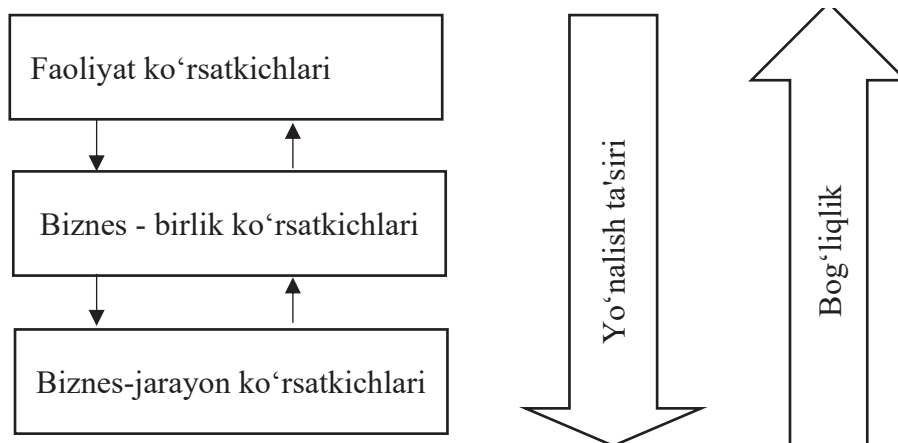 Faoliyat ko‘rsatkichlari
Biznes - birlik ko‘rsatkichlari
Biznes-jarayon ko‘rsatkichlari
Yo‘nalish ta'siri
Bog‘liqlik